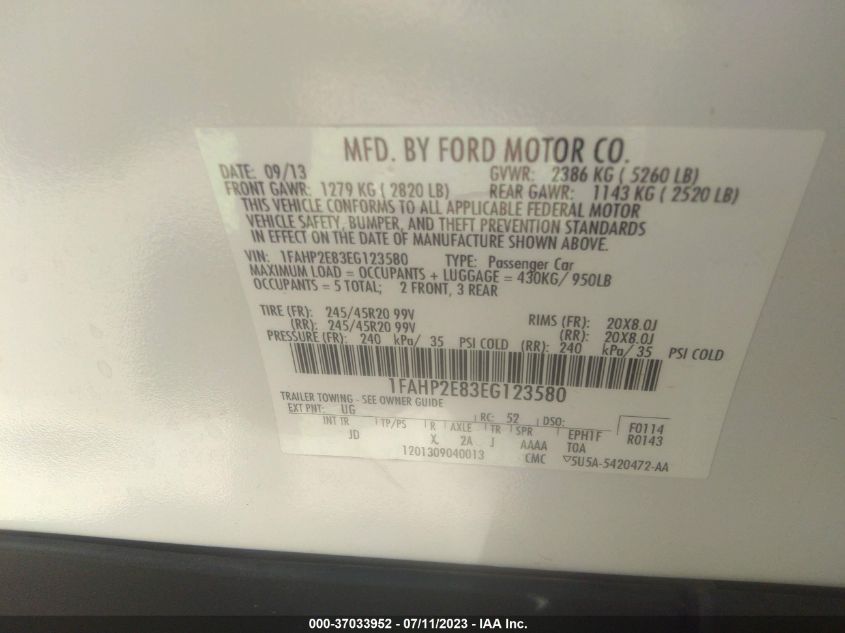 MFD. BY FORD MOTOR CO.
DATE: 09/13 GVWR: 2386 KG ( 5260 LB)
FRONT GAWR: 1279 KG ( 2820 LB) REAR GAWR: 1143 KG ( 2520 LB)
THIS VEHICLE CONFORMS TO ALL APPLICABLE FEDERAL MOTOR
VEHICLE SAFETY, BUMPER, AND THEFT PREVENTION STANDARDS
IN EFFECT ON THE DATE OF MANUFACTURE SHOWN ABOVE.
VIN: 1FAHP2E83EG123580 TYPE: Passenger Car
MAXIMUM LOAD = OCCUPANTS + LUGGAGE = 430KG/ 950LB
OCCUPANTS = 5 TOTAL; 2 FRONT, 3 REAR
TIRE (FR): 245/45R20 99V RIMS (FR): 20X8.0J
(RR): 245/45R20 99V (RR): 20X8.0J
PRESSURE (FR): 240 kPa/ 35 PSI COLD (RR): 240 kPa/ 35 PSI COLD
1FAHP2E83EG123580
TRAILER TOWING - SEE OWNER GUIDE
EXT PNT: UG RC: 52 DSO: F0114
INT TR TP/PS R AXLE TR SPR EPH1F R0143
JD X. 2A J AAAA TOA
1201309040013 CMC 5U5A-5420472-AA
000-37033952 - 07/11/2023 - IAA Inc.